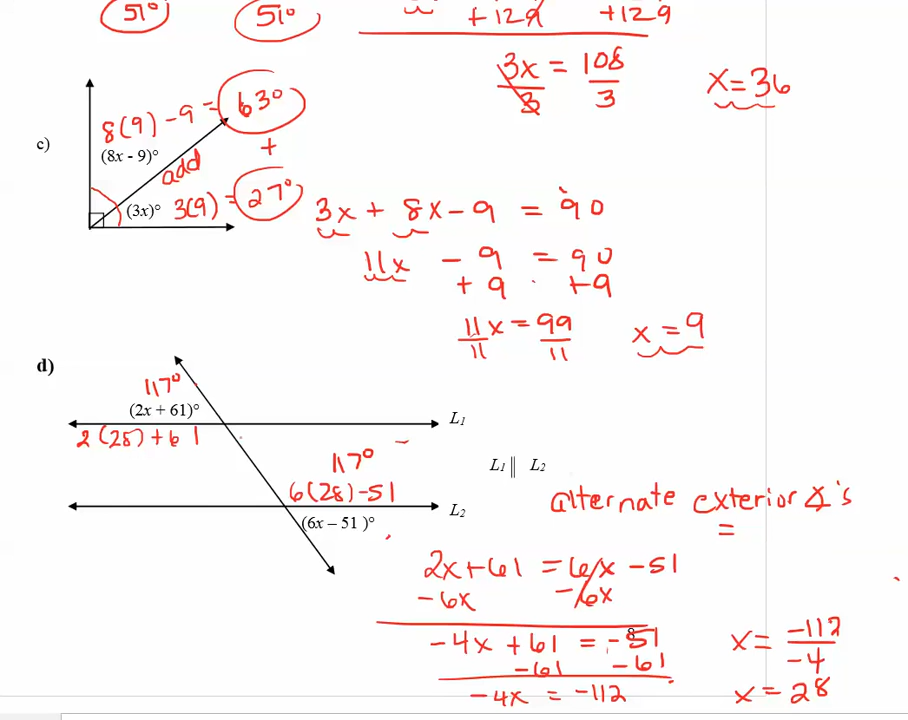 51° 51° +129 +129
3x/3 = 108/3 x = 36
c) 8(9) - 9 = 63°
(8x - 9)° add +
(3x)° 3(9) = 27°
3x + 8x - 9 = 90
11x - 9 = 90
+ 9 +9
11x/11 = 99/11 x = 9
d)
117°
(2x + 61)°
L1
2(28) + 61
117°
L1 || L2
6(28) - 51
L2
(6x – 51 )°
alternate exterior ∡'s
=
2x + 61 = 6x - 51
-6x -6x
-4x + 61 = -51
-61 -61
-4x = -112
x = -112/-4
x = 28